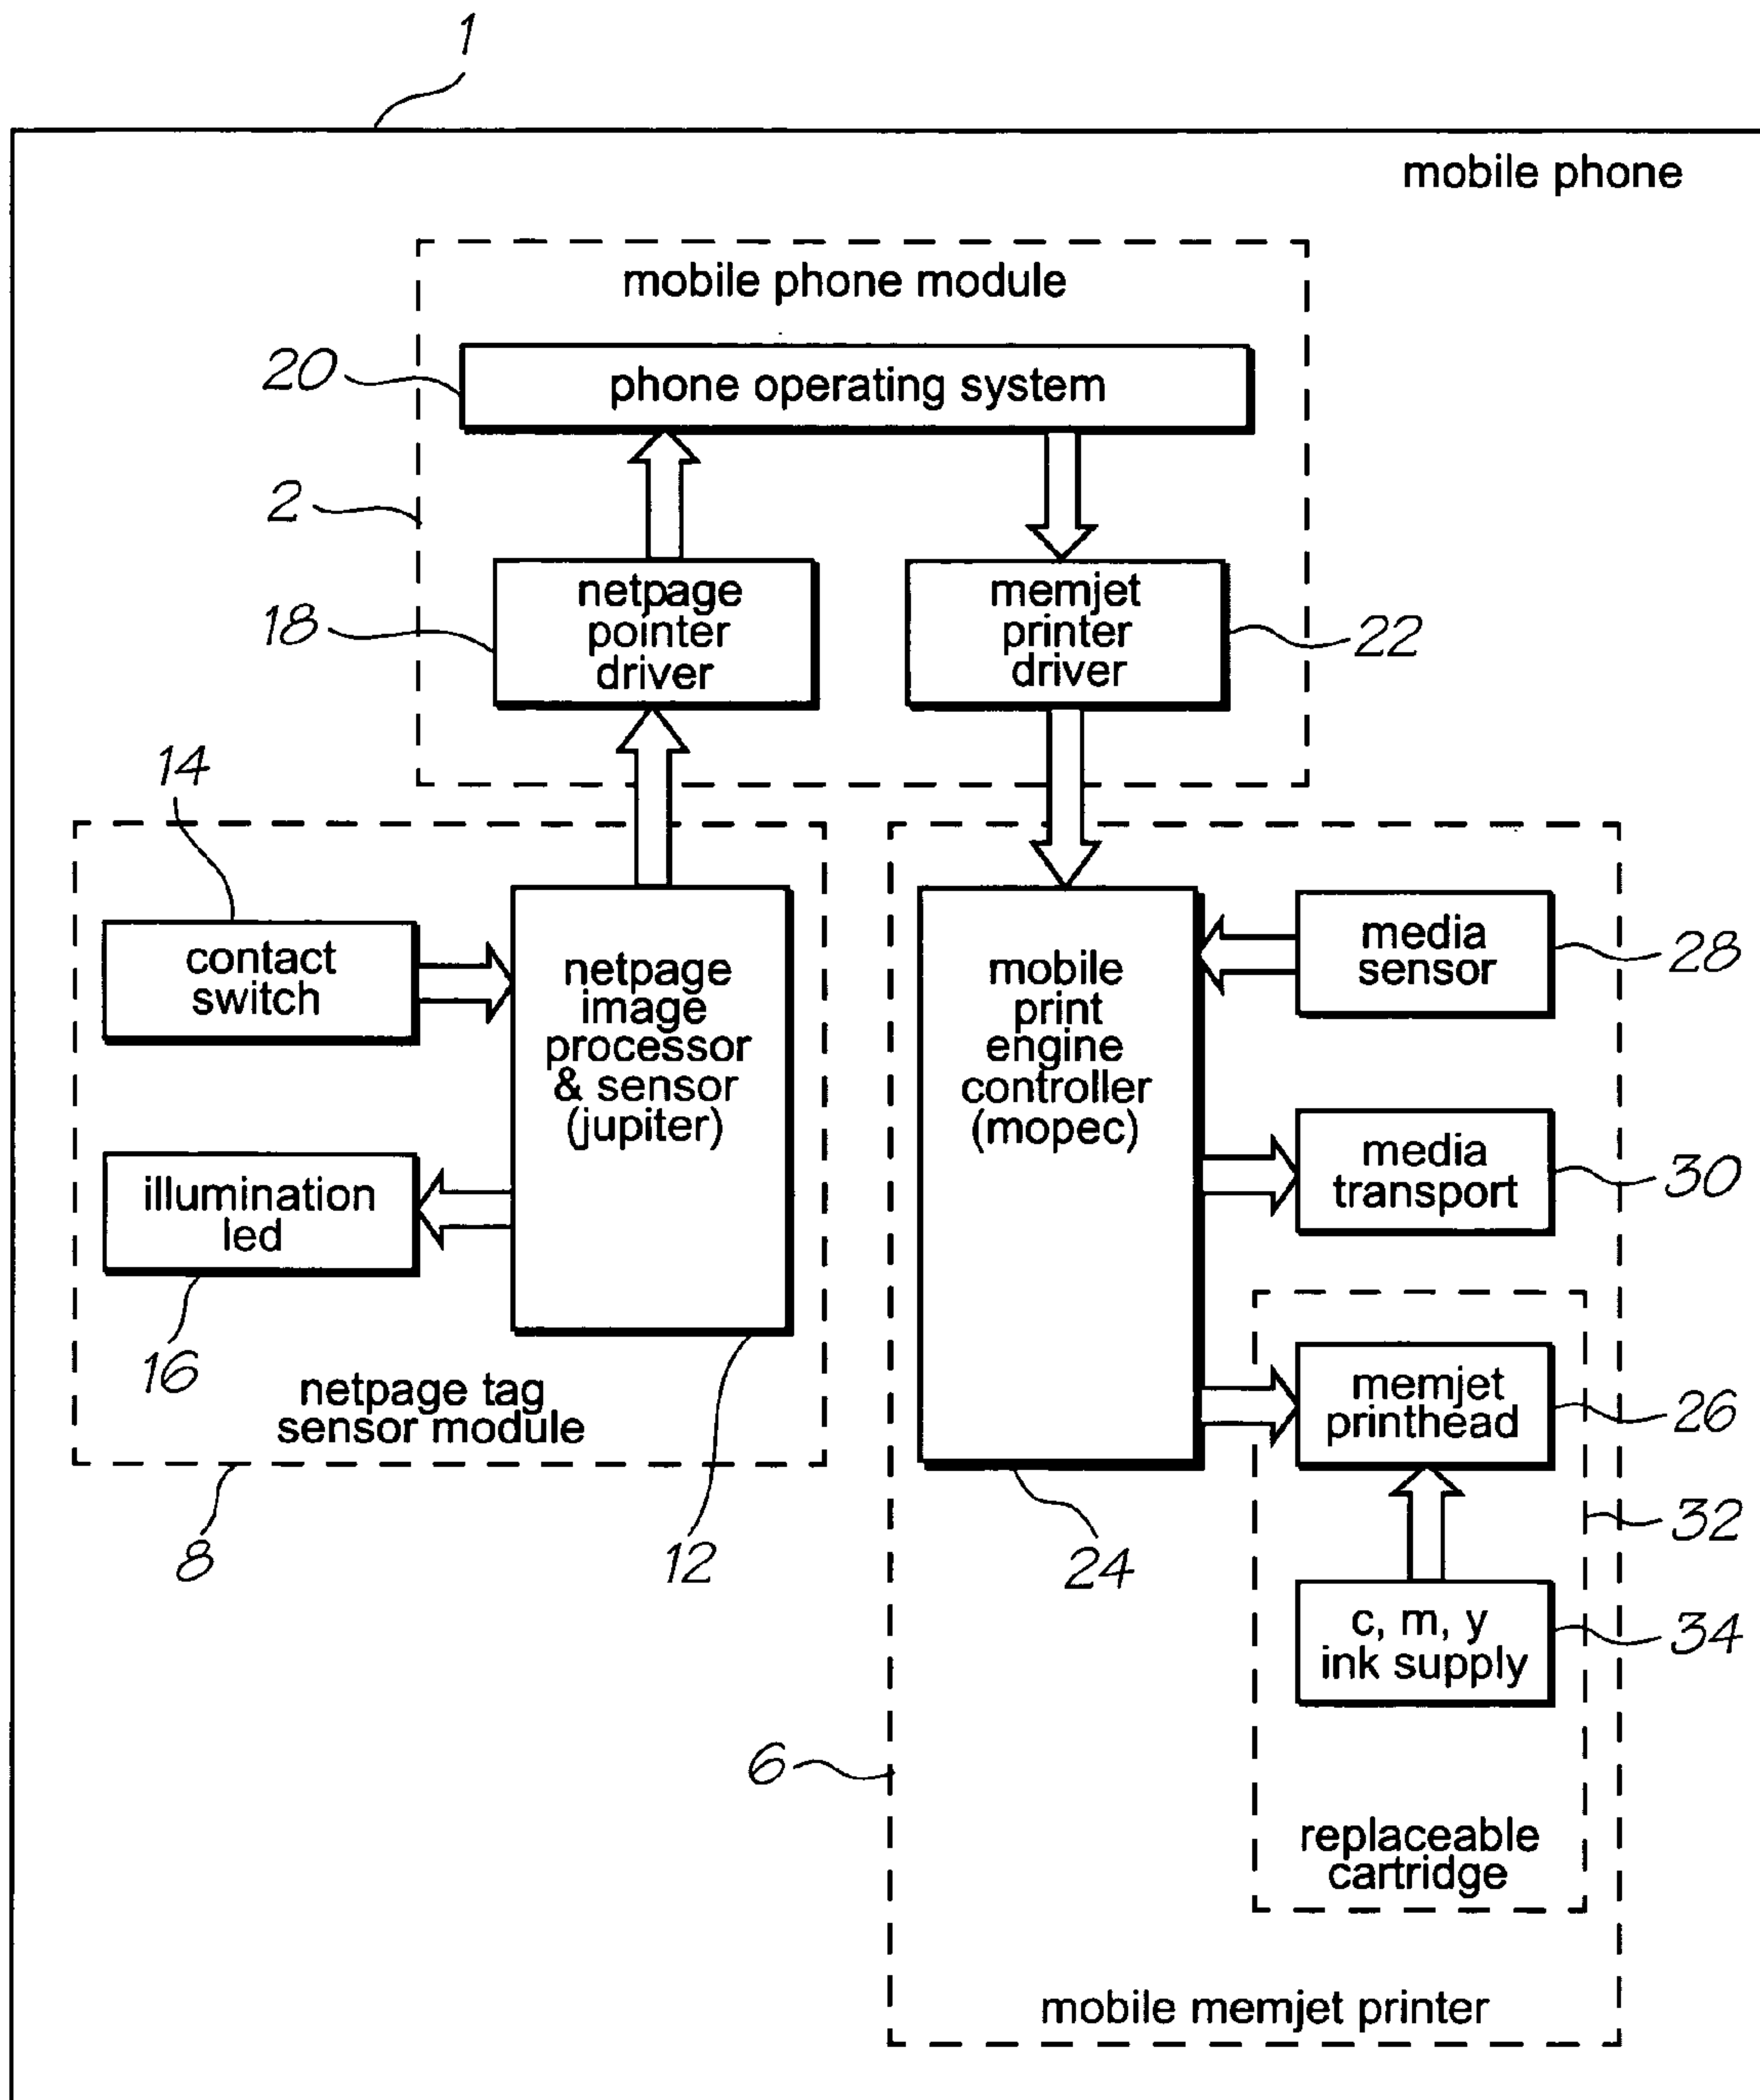 1
mobile phone
mobile phone module
20
phone operating system
2
18
netpage
pointer
driver
memjet
printer
driver
22
14
contact
switch
netpage
image
processor
& sensor
(jupiter)
illumination
led
16
netpage tag
sensor module
8
12
mobile
print
engine
controller
(mopec)
media
sensor
28
media
transport
30
memjet
printhead
26
32
24
c, m, y
ink supply
34
6
replaceable
cartridge
mobile memjet printer